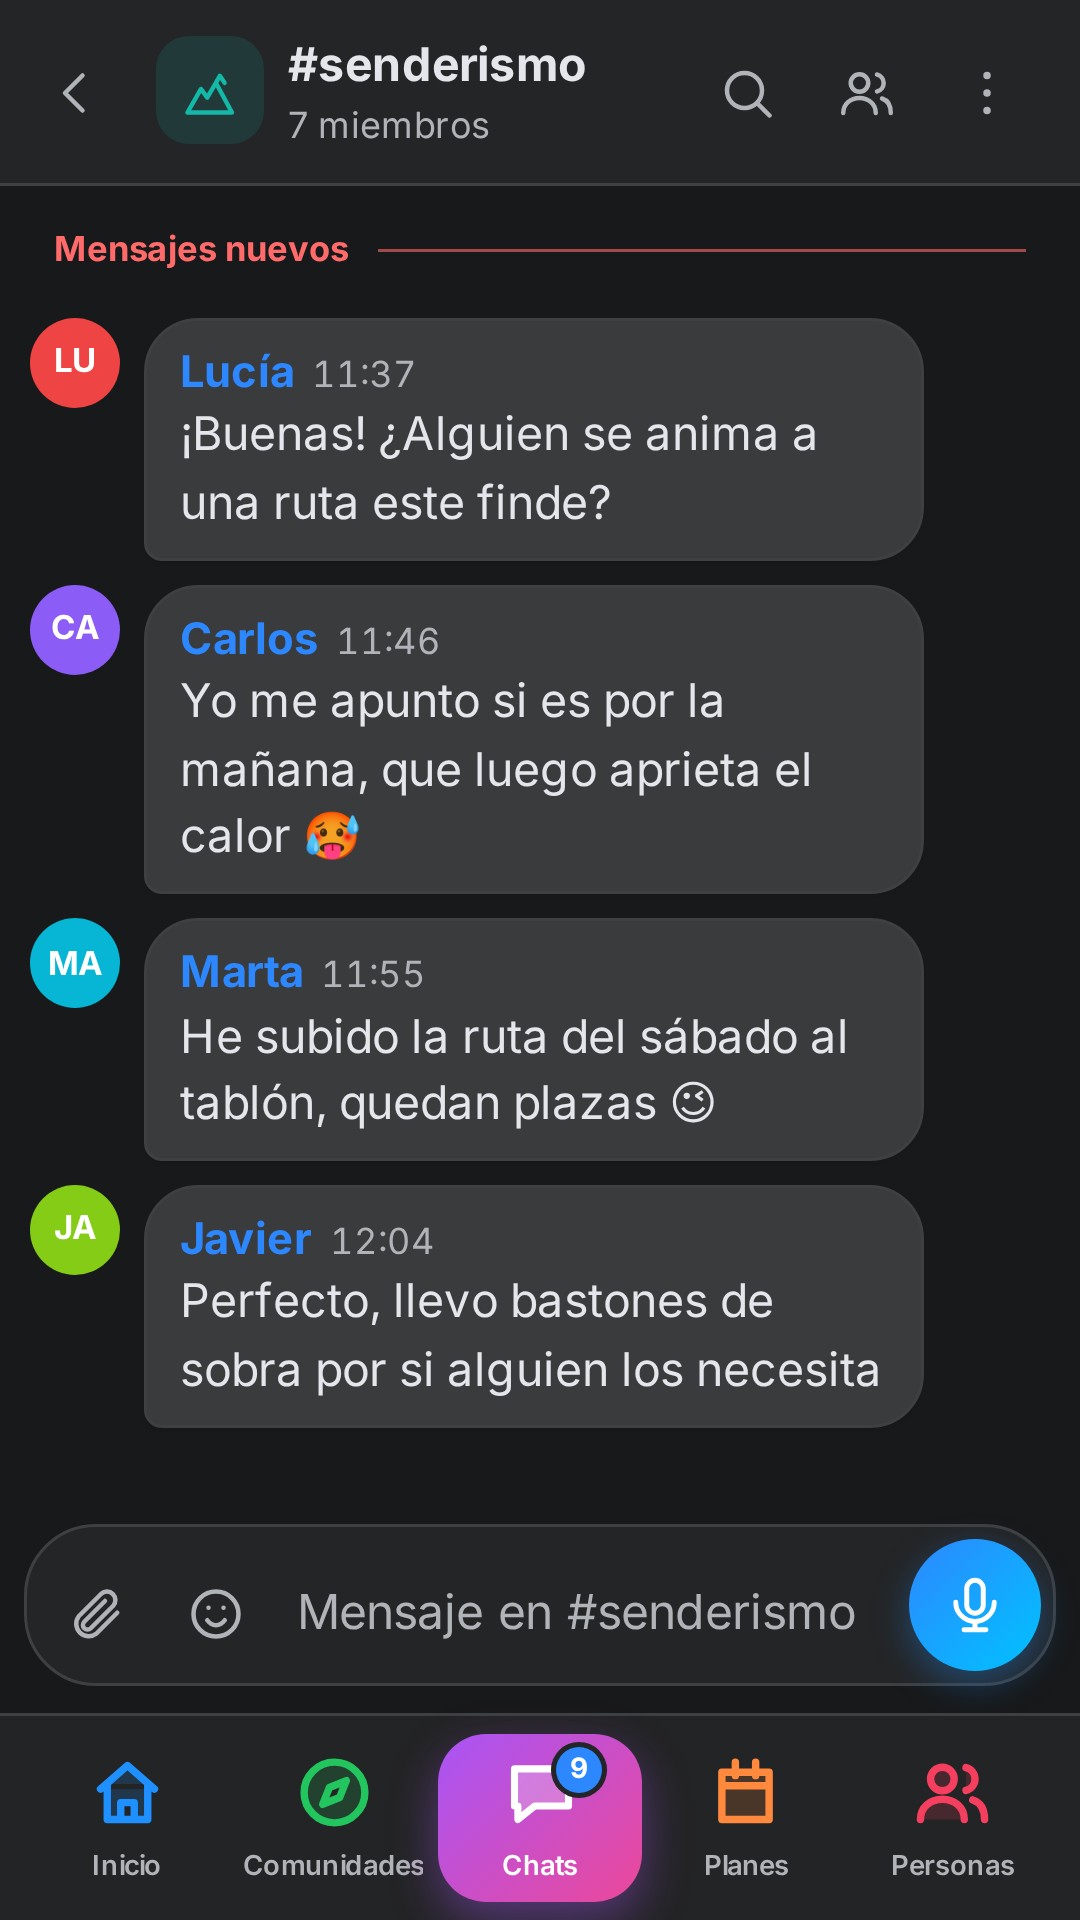 #senderismo
7 miembros
Mensajes nuevos
LU
Lucía 11:37
¡Buenas! ¿Alguien se anima a
una ruta este finde?
CA
Carlos 11:46
Yo me apunto si es por la
mañana, que luego aprieta el
calor 🥵
MA
Marta 11:55
He subido la ruta del sábado al
tablón, quedan plazas 😉
JA
Javier 12:04
Perfecto, llevo bastones de
sobra por si alguien los necesita
Mensaje en #senderismo
9
Inicio
Comunidades
Chats
Planes
Personas